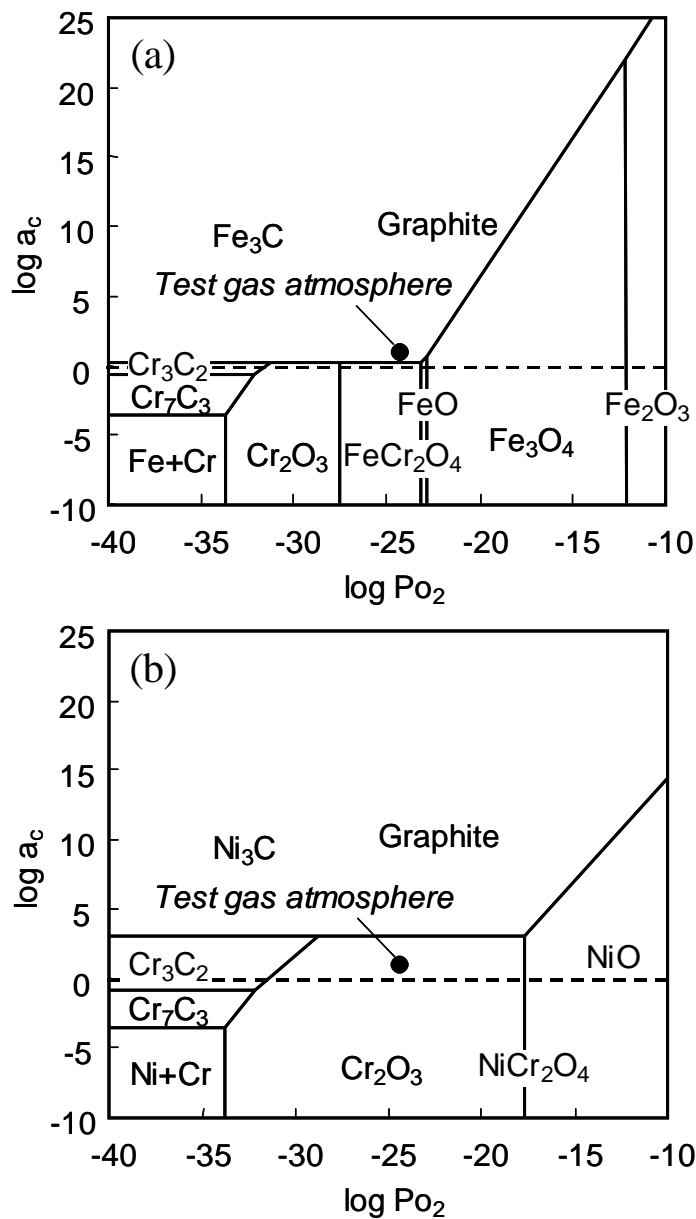 25
(a)
20
15
10
Fe₃C
Graphite
Test gas atmosphere
5
Cr₃C₂
0
Cr₇C₃
FeO
Fe₂O₃
-5
Fe+Cr
Cr₂O₃
FeCr₂O₄
Fe₃O₄
-10
log a_c
-40 -35 -30 -25 -20 -15 -10
log Po₂
25
(b)
20
15
10
Ni₃C
Graphite
Test gas atmosphere
5
Cr₃C₂
NiO
0
Cr₇C₃
-5
Ni+Cr
Cr₂O₃
NiCr₂O₄
-10
log a_c
-40 -35 -30 -25 -20 -15 -10
log Po₂